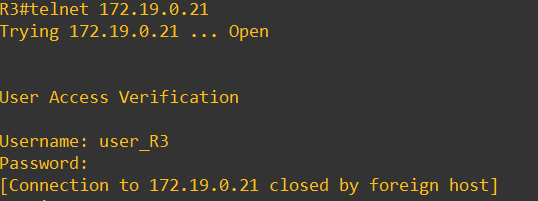 R3#telnet 172.19.0.21
Trying 172.19.0.21 ... Open
User Access Verification
Username: user_R3
Password:
[Connection to 172.19.0.21 closed by foreign host]